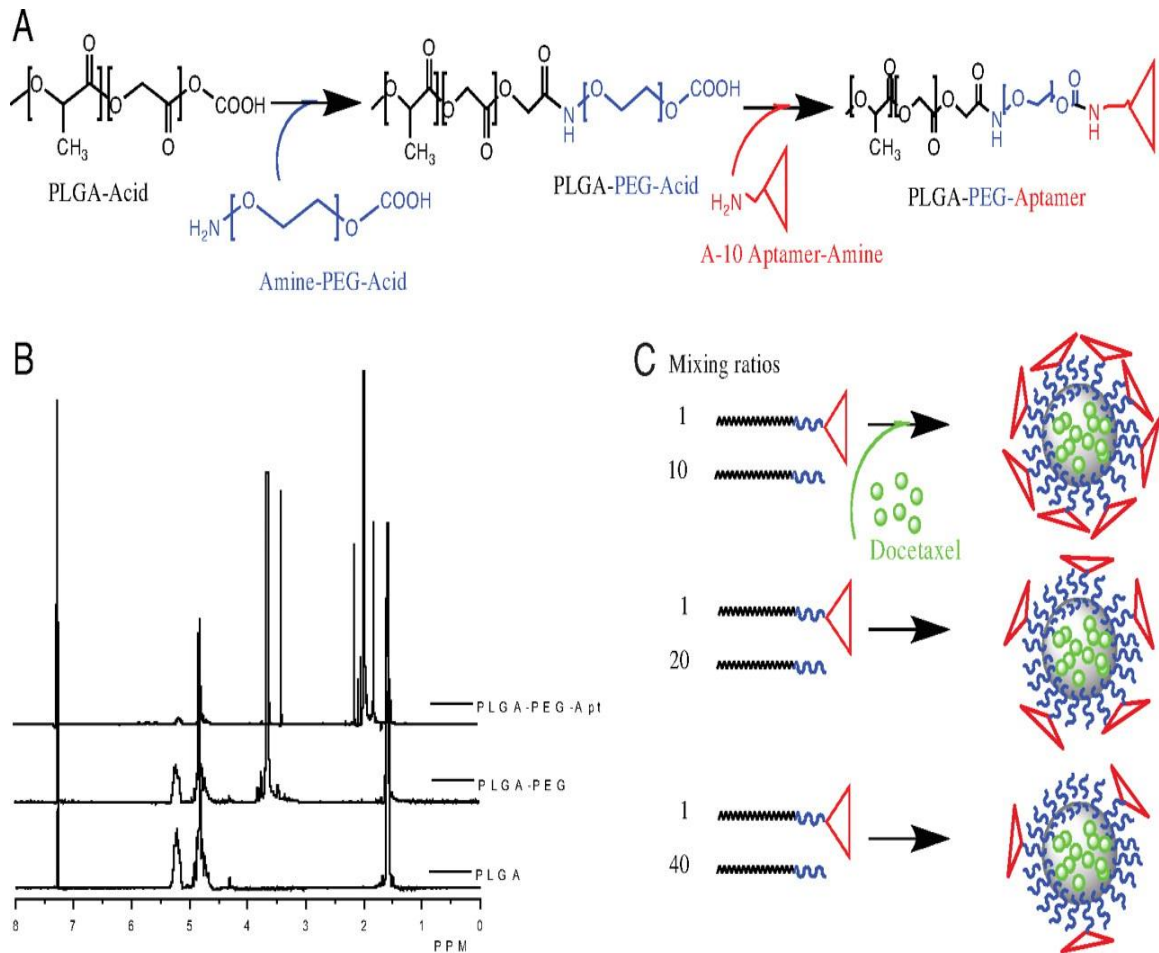 A
O
O
O
O
COOH
CH3
O
PLGA-Acid
H2N
O
O
COOH
Amine-PEG-Acid
O
O
O
O
O
N
H
O
O
COOH
CH3
O
PLGA-PEG-Acid
H2N
A-10 Aptamer-Amine
O
O
O
O
O
N
H
O
O
O
N
H
CH3
O
PLGA-PEG-Aptamer
B
PLGA-PEG-Apt
PLGA-PEG
PLGA
8 7 6 5 4 3 2 1 0
PPM
C Mixing ratios
1
10
Docetaxel
1
20
1
40